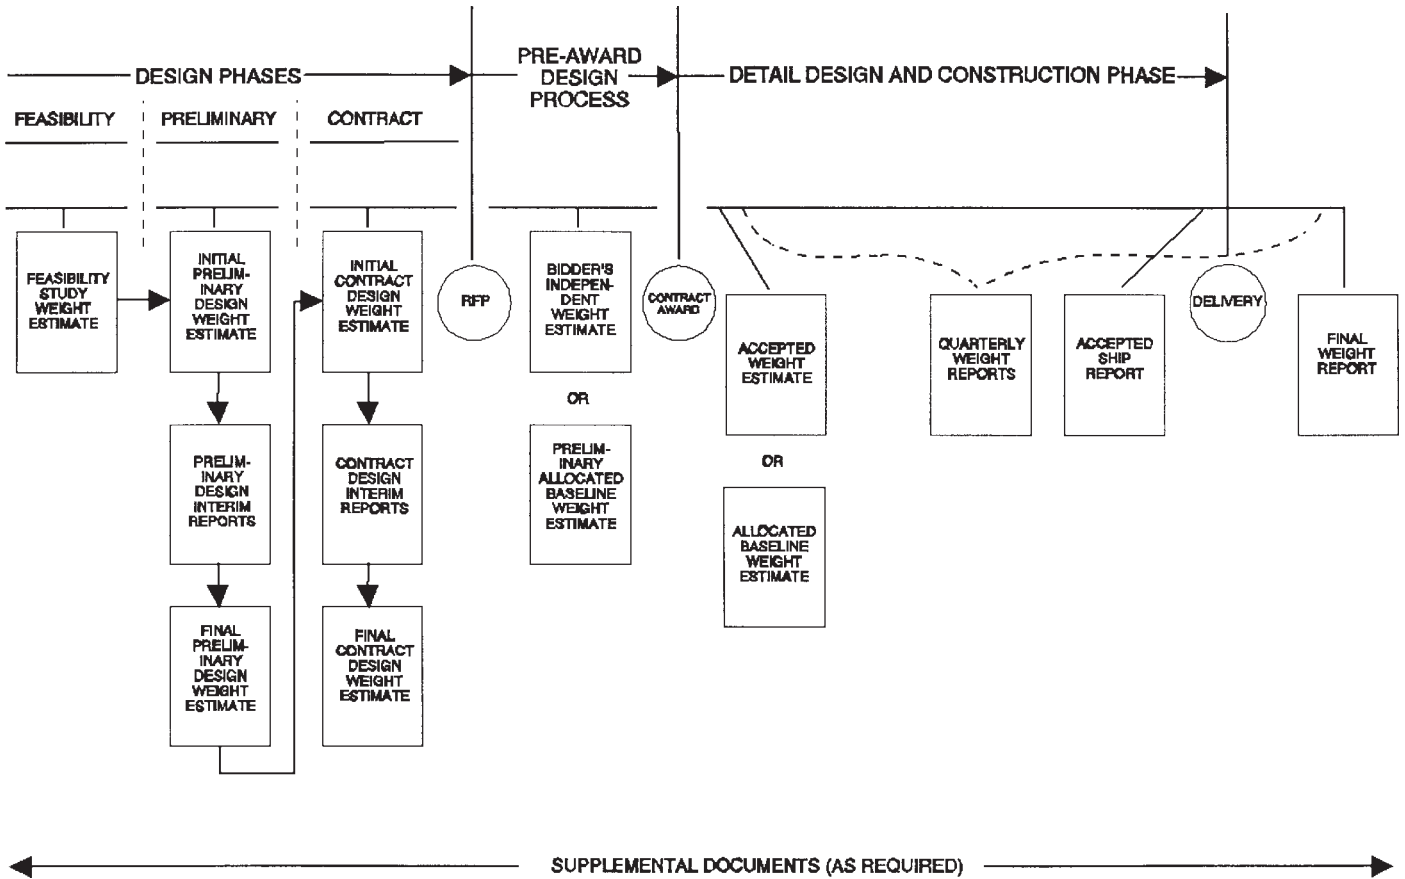 DESIGN PHASES
PRE-AWARD
DESIGN
PROCESS
DETAIL DESIGN AND CONSTRUCTION PHASE
FEASIBILITY
PRELIMINARY
CONTRACT
FEASIBILITY
STUDY
WEIGHT
ESTIMATE
INITIAL
PRELIM-
INARY
DESIGN
WEIGHT
ESTIMATE
PRELIM-
INARY
DESIGN
INTERIM
REPORTS
FINAL
PRELIM-
INARY
DESIGN
WEIGHT
ESTIMATE
INITIAL
CONTRACT
DESIGN
WEIGHT
ESTIMATE
CONTRACT
DESIGN
INTERIM
REPORTS
FINAL
CONTRACT
DESIGN
WEIGHT
ESTIMATE
RFP
BIDDER'S
INDEPEN-
DENT
WEIGHT
ESTIMATE
OR
PRELIM-
INARY
ALLOCATED
BASELINE
WEIGHT
ESTIMATE
CONTRACT
AWARD
ACCEPTED
WEIGHT
ESTIMATE
OR
ALLOCATED
BASELINE
WEIGHT
ESTIMATE
QUARTERLY
WEIGHT
REPORTS
ACCEPTED
SHIP
REPORT
DELIVERY
FINAL
WEIGHT
REPORT
SUPPLEMENTAL DOCUMENTS (AS REQUIRED)